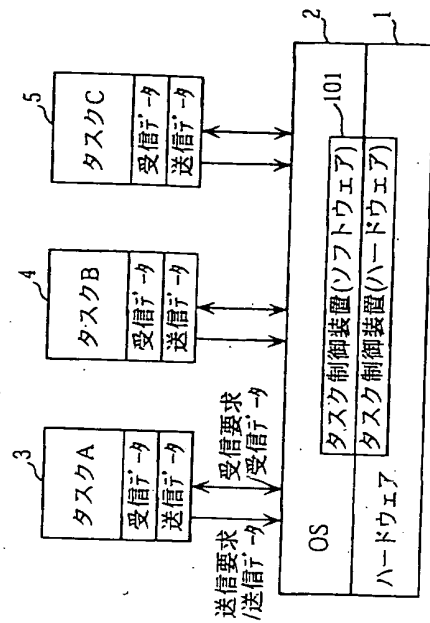 3
タスクA
受信データ
送信データ
4
タスクB
受信データ
送信データ
5
タスクC
受信データ
送信データ
送信要求
/送信データ
受信要求
/受信データ
2
1
OS
101
タスク制御装置(ソフトウェア)
タスク制御装置(ハードウェア)
ハードウェア